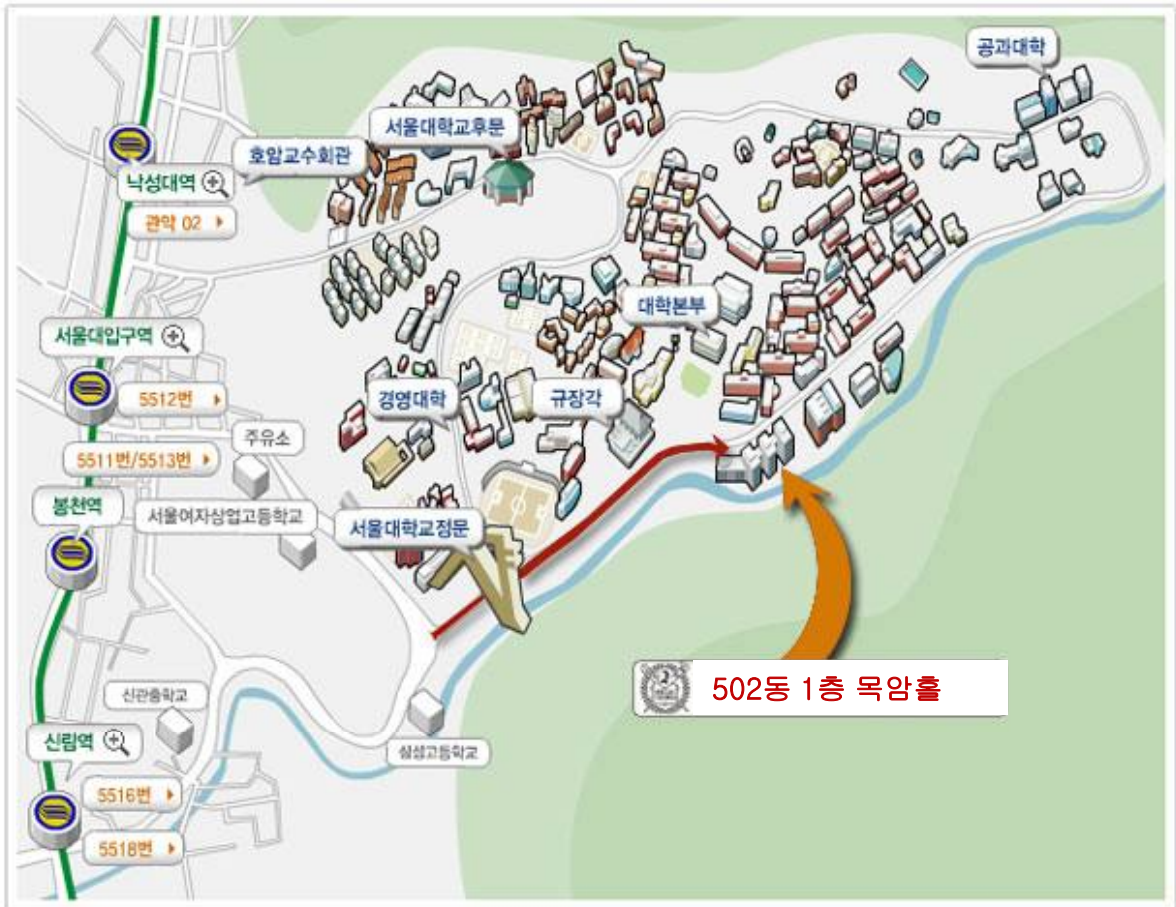 공과대학
서울대학교후문
호암교수회관
낙성대역
관악 02
대학본부
서울대입구역
5512번
경영대학
규장각
주유소
5511번/5513번
봉천역
서울여자상업고등학교
서울대학교정문
502동 1층 목암홀
신관중학교
신림역
삼성고등학교
5516번
5518번